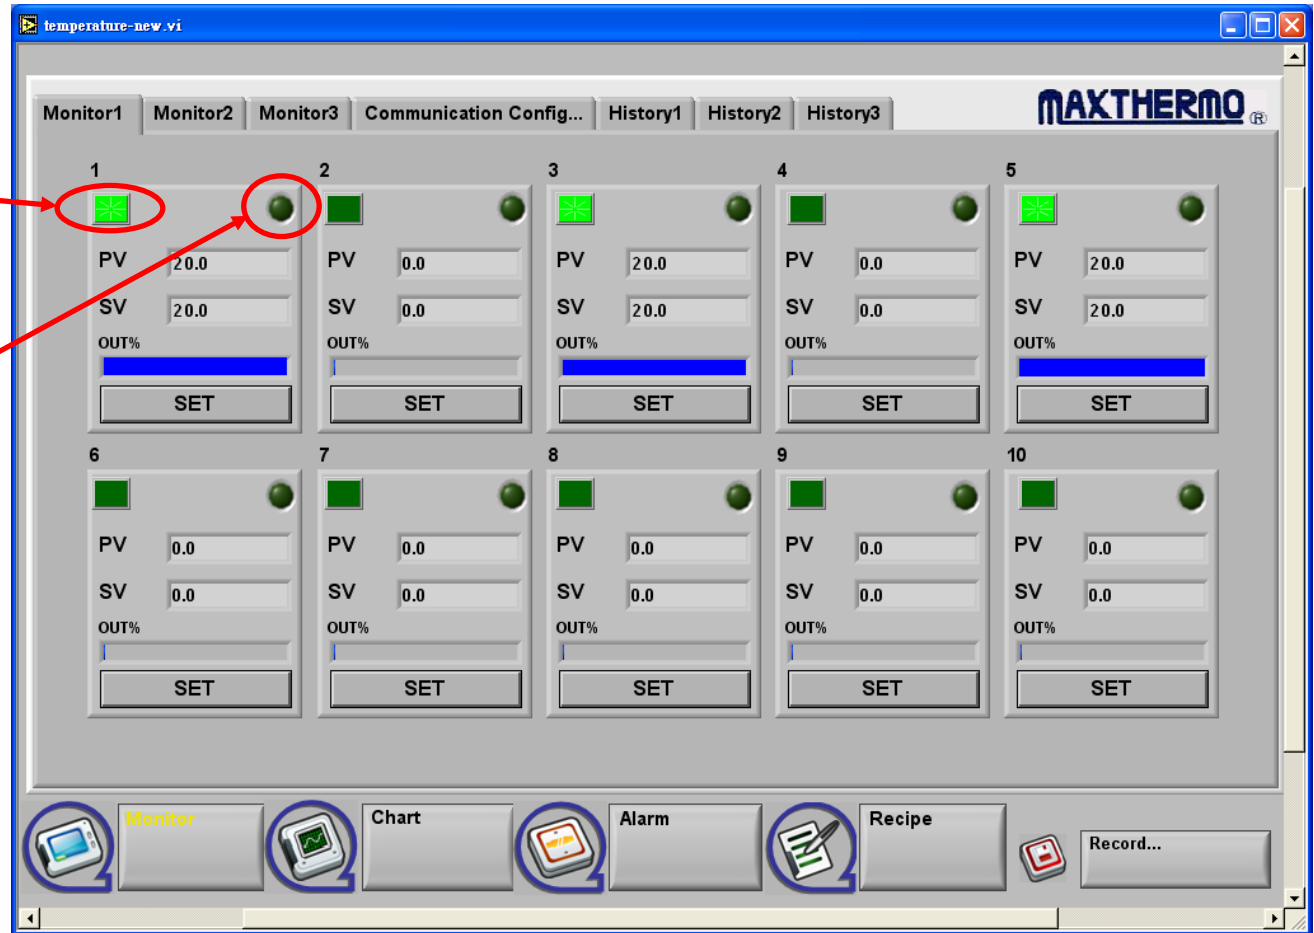 temperature-new.vi
Monitor1 Monitor2 Monitor3 Communication Config... History1 History2 History3 MAXTHERMO ®
1 2 3 4 5
PV 20.0 PV 0.0 PV 20.0 PV 0.0 PV 20.0
SV 20.0 SV 0.0 SV 20.0 SV 0.0 SV 20.0
OUT% OUT% OUT% OUT% OUT%
SET SET SET SET SET
6 7 8 9 10
PV 0.0 PV 0.0 PV 0.0 PV 0.0 PV 0.0
SV 0.0 SV 0.0 SV 0.0 SV 0.0 SV 0.0
OUT% OUT% OUT% OUT% OUT%
SET SET SET SET SET
Monitor Chart Alarm Recipe
Record...